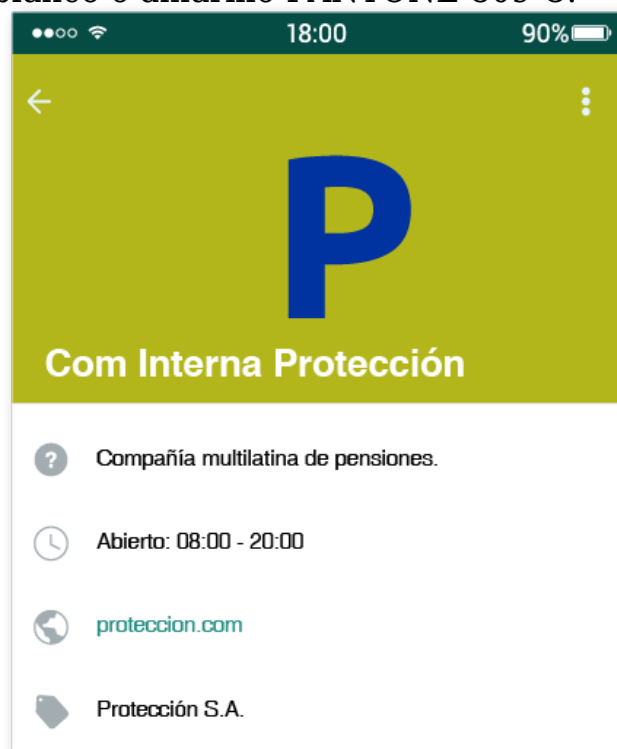 18:00 90%
P
Com Interna Protección
? Compañía multilatina de pensiones.
Abierto: 08:00 - 20:00
proteccion.com
Protección S.A.